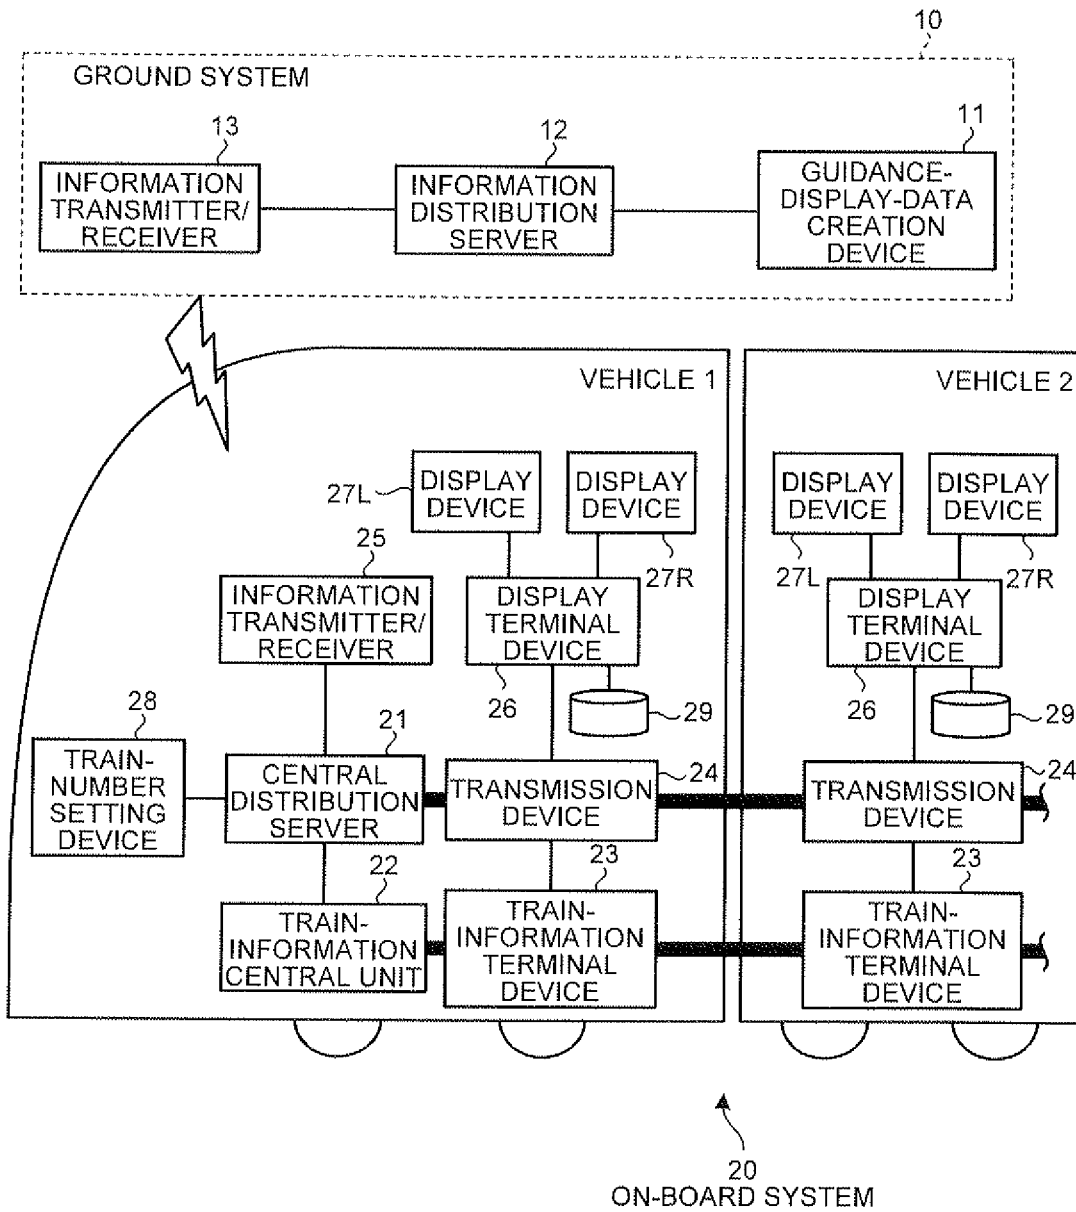 10
GROUND SYSTEM
13
12
11
INFORMATION
TRANSMITTER/
RECEIVER
INFORMATION
DISTRIBUTION
SERVER
GUIDANCE-
DISPLAY-DATA
CREATION
DEVICE
VEHICLE 1
VEHICLE 2
27L
DISPLAY
DEVICE
DISPLAY
DEVICE
27R
DISPLAY
DEVICE
DISPLAY
DEVICE
27L
27R
25
INFORMATION
TRANSMITTER/
RECEIVER
DISPLAY
TERMINAL
DEVICE
26
29
DISPLAY
TERMINAL
DEVICE
26
29
28
TRAIN-
NUMBER
SETTING
DEVICE
21
CENTRAL
DISTRIBUTION
SERVER
TRANSMISSION
DEVICE
24
TRANSMISSION
DEVICE
24
22
TRAIN-
INFORMATION
CENTRAL UNIT
23
TRAIN-
INFORMATION
TERMINAL
DEVICE
23
TRAIN-
INFORMATION
TERMINAL
DEVICE
20
ON-BOARD SYSTEM